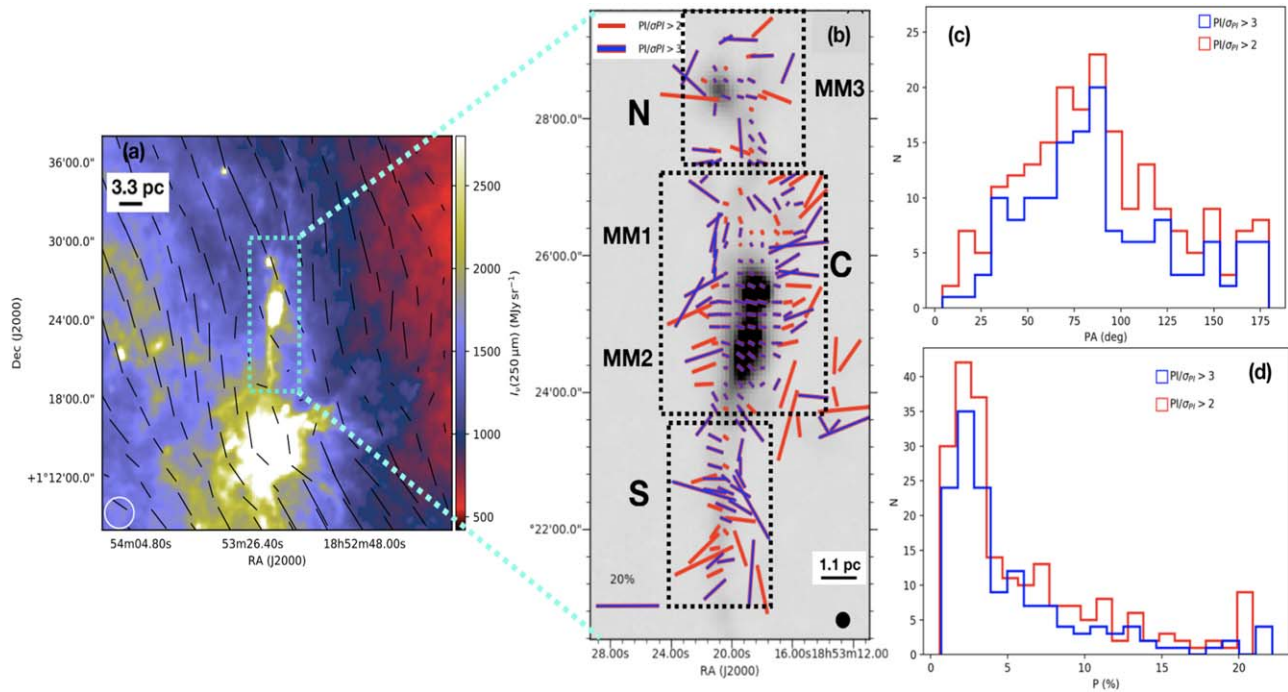 (a)
3.3 pc
36'00.0"
30'00.0"
24'00.0"
18'00.0"
+1°12'00.0"
Dec (J2000)
54m04.80s 53m26.40s 18h52m48.00s
RA (J2000)
2500
2000
1500
1000
500
Iν(250 μm) (MJy sr⁻¹)
PI/σPI > 2
PI/σPI > 3
(b)
N
MM3
28'00.0"
MM1
26'00.0"
C
MM2
24'00.0"
S
°22'00.0"
20%
1.1 pc
28.00s 24.00s 20.00s 16.00s18h53m12.00
RA (J2000)
(c)
PI/σPI > 3
PI/σPI > 2
25
20
15
10
5
0
N
0 25 50 75 100 125 150 175
PA (deg)
(d)
PI/σPI > 3
PI/σPI > 2
40
35
30
25
20
15
10
5
0
N
0 5 10 15 20
P (%)